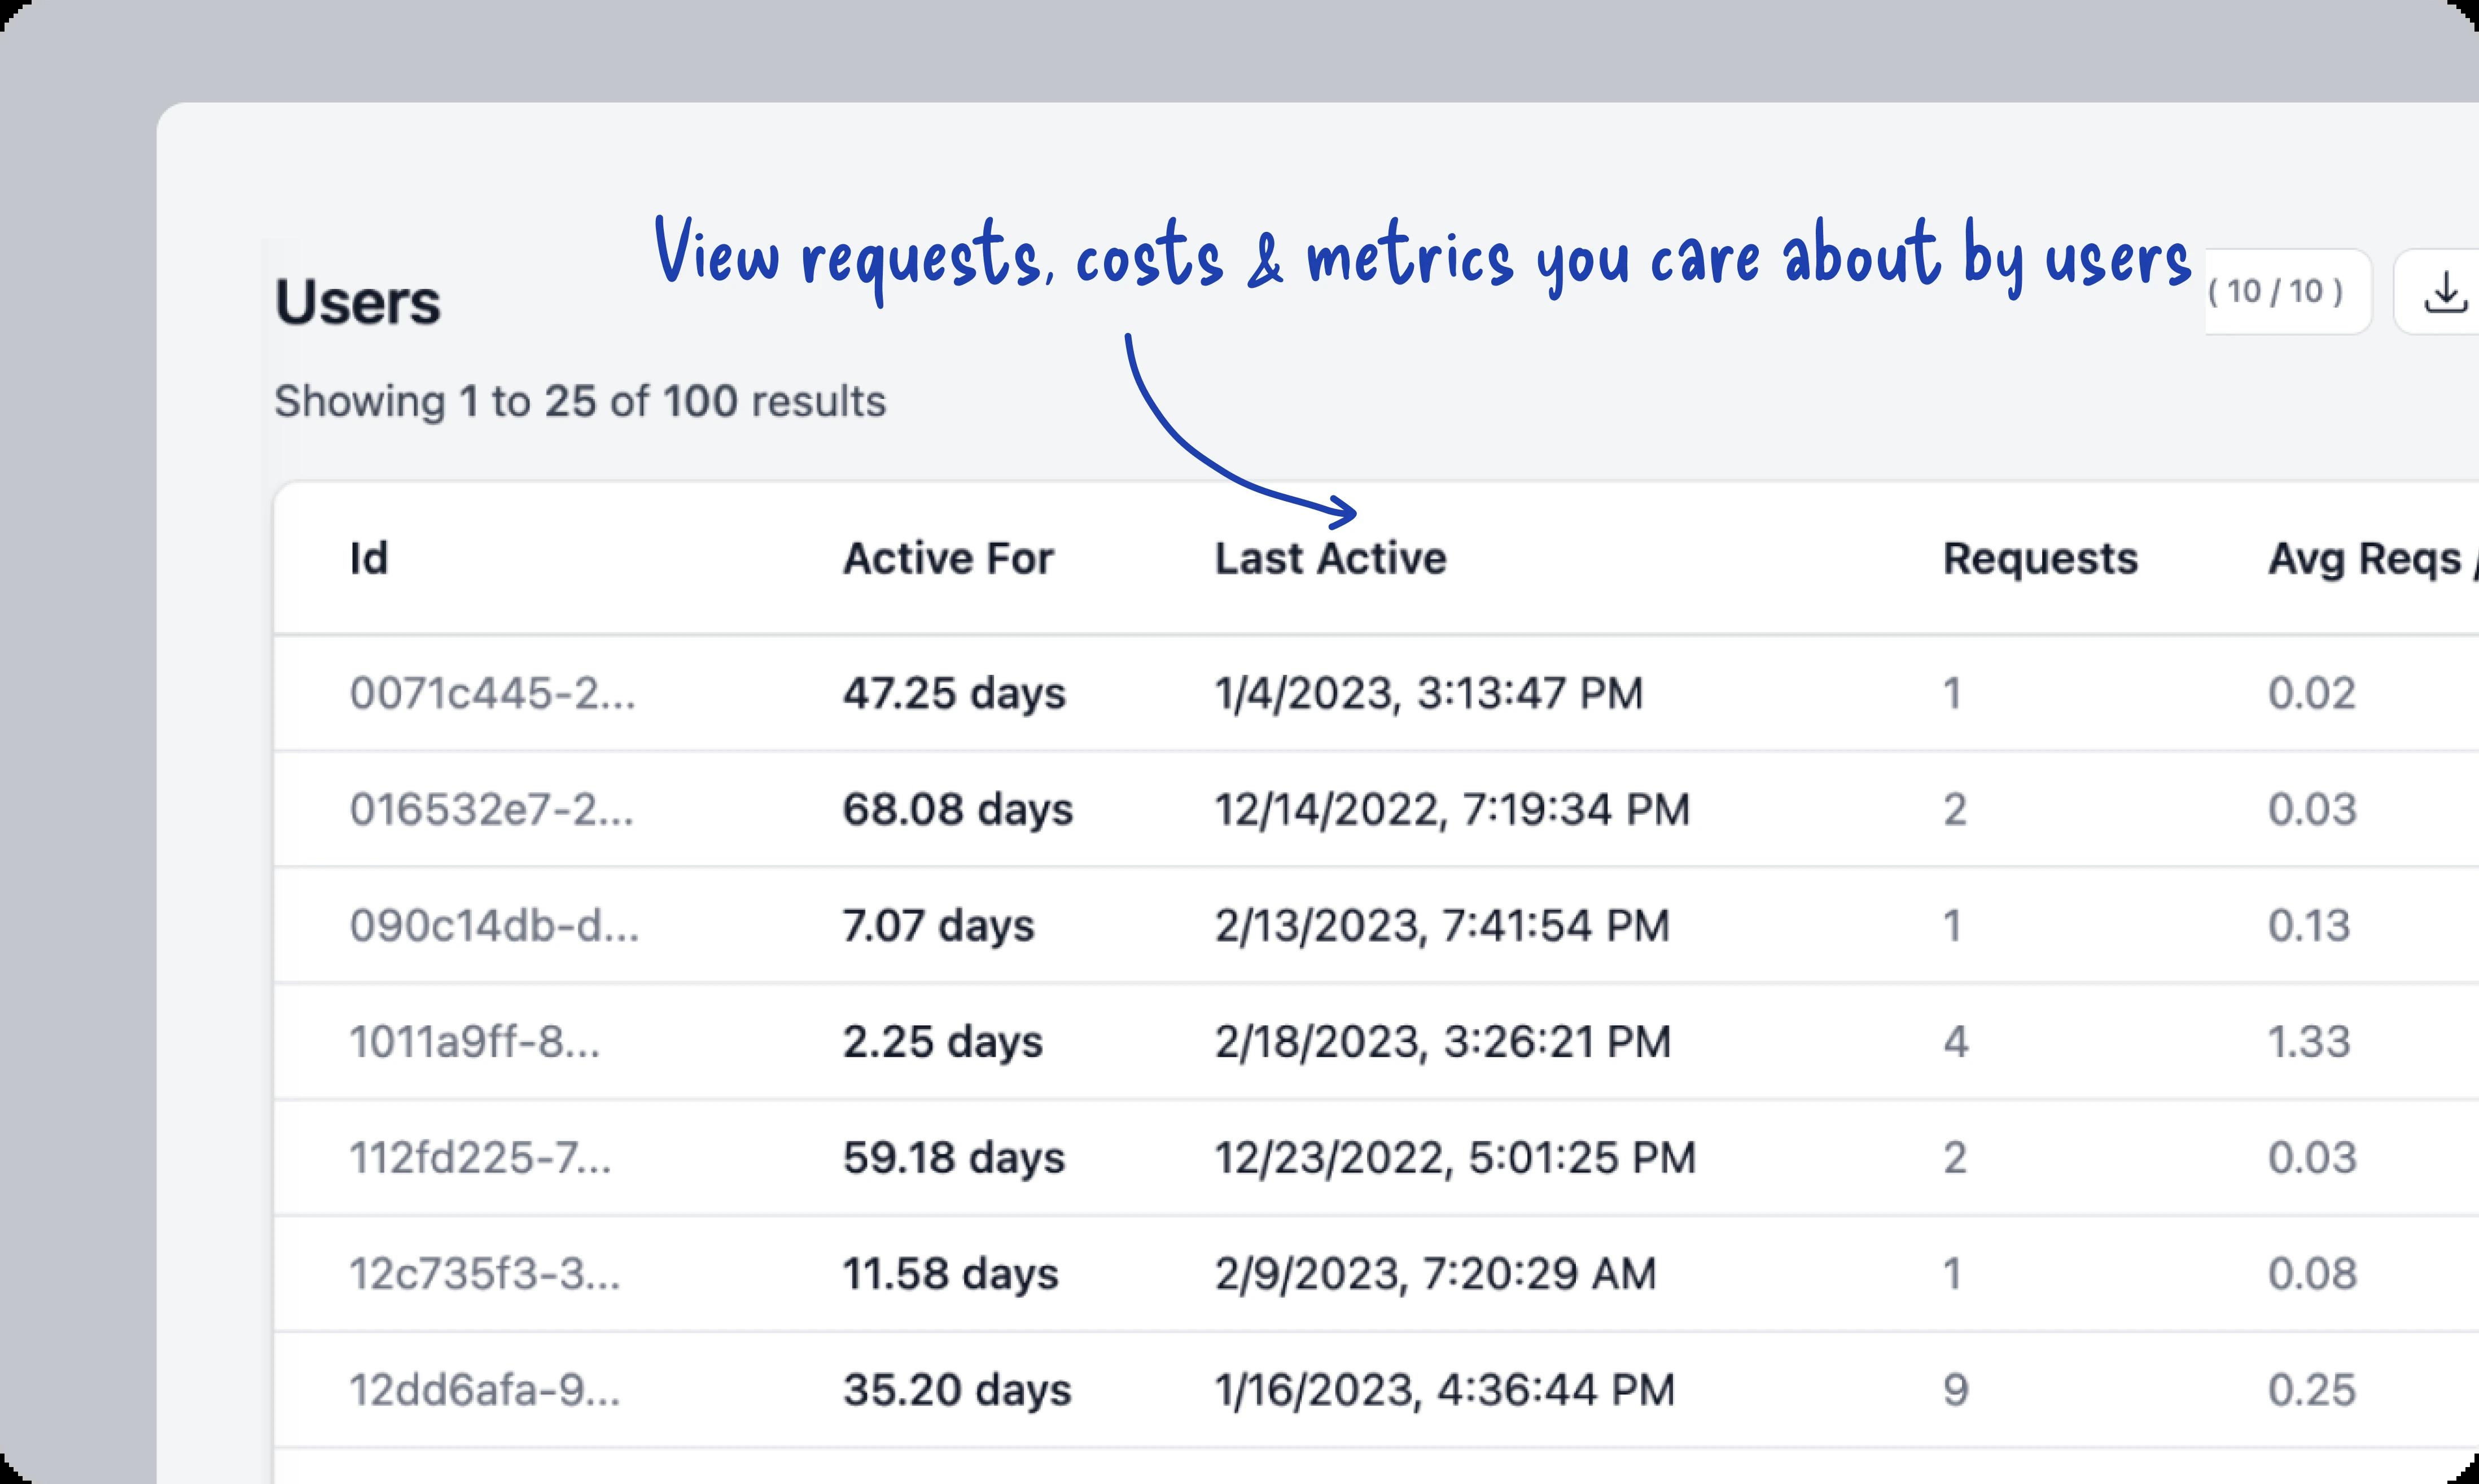 View requests, costs & metrics you care about by users
Users
( 10 / 10 )
Showing 1 to 25 of 100 results
Id Active For Last Active Requests Avg Reqs /
0071c445-2... 47.25 days 1/4/2023, 3:13:47 PM 1 0.02
016532e7-2... 68.08 days 12/14/2022, 7:19:34 PM 2 0.03
090c14db-d... 7.07 days 2/13/2023, 7:41:54 PM 1 0.13
1011a9ff-8... 2.25 days 2/18/2023, 3:26:21 PM 4 1.33
112fd225-7... 59.18 days 12/23/2022, 5:01:25 PM 2 0.03
12c735f3-3... 11.58 days 2/9/2023, 7:20:29 AM 1 0.08
12dd6afa-9... 35.20 days 1/16/2023, 4:36:44 PM 9 0.25